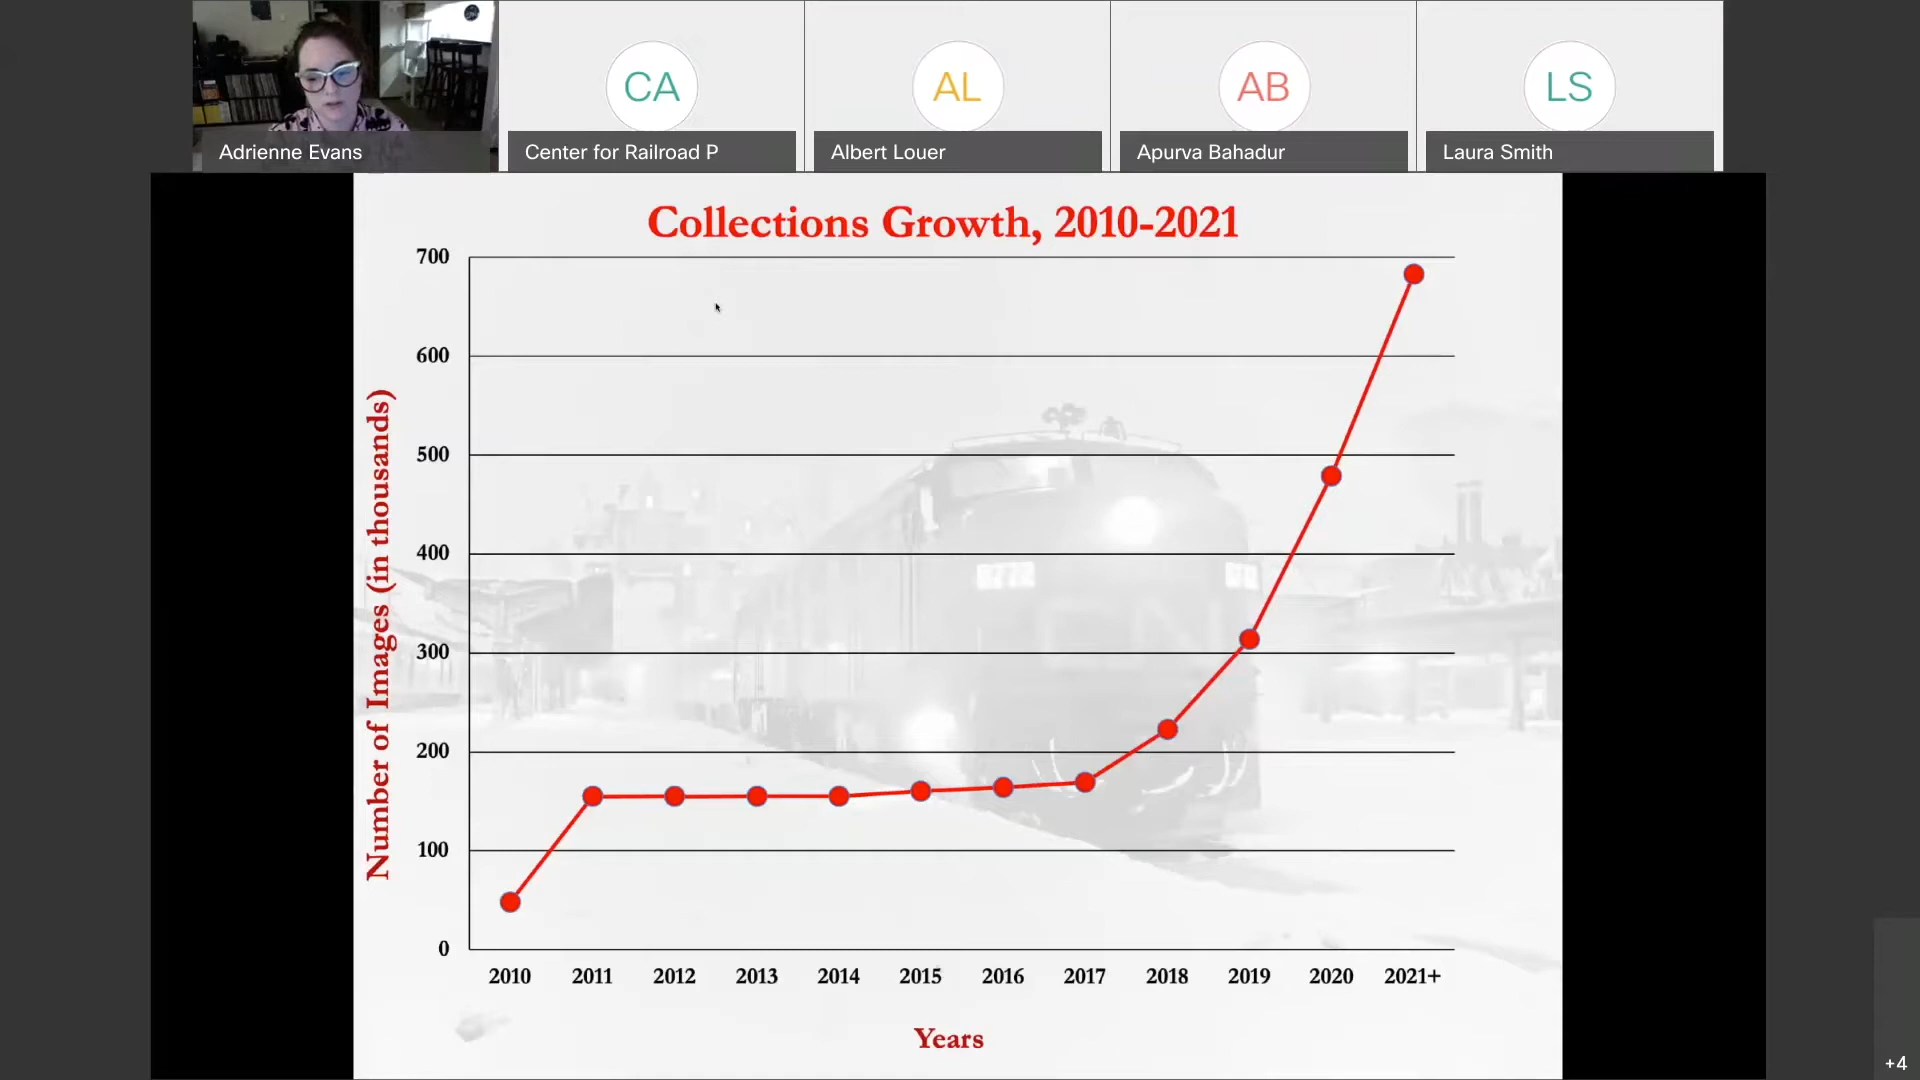 CA
AL
AB
LS
Adrienne Evans
Center for Railroad P
Albert Louer
Apurva Bahadur
Laura Smith
Collections Growth, 2010-2021
Number of Images (in thousands)
700
600
500
400
300
200
100
0
2010 2011 2012 2013 2014 2015 2016 2017 2018 2019 2020 2021+
Years
+4